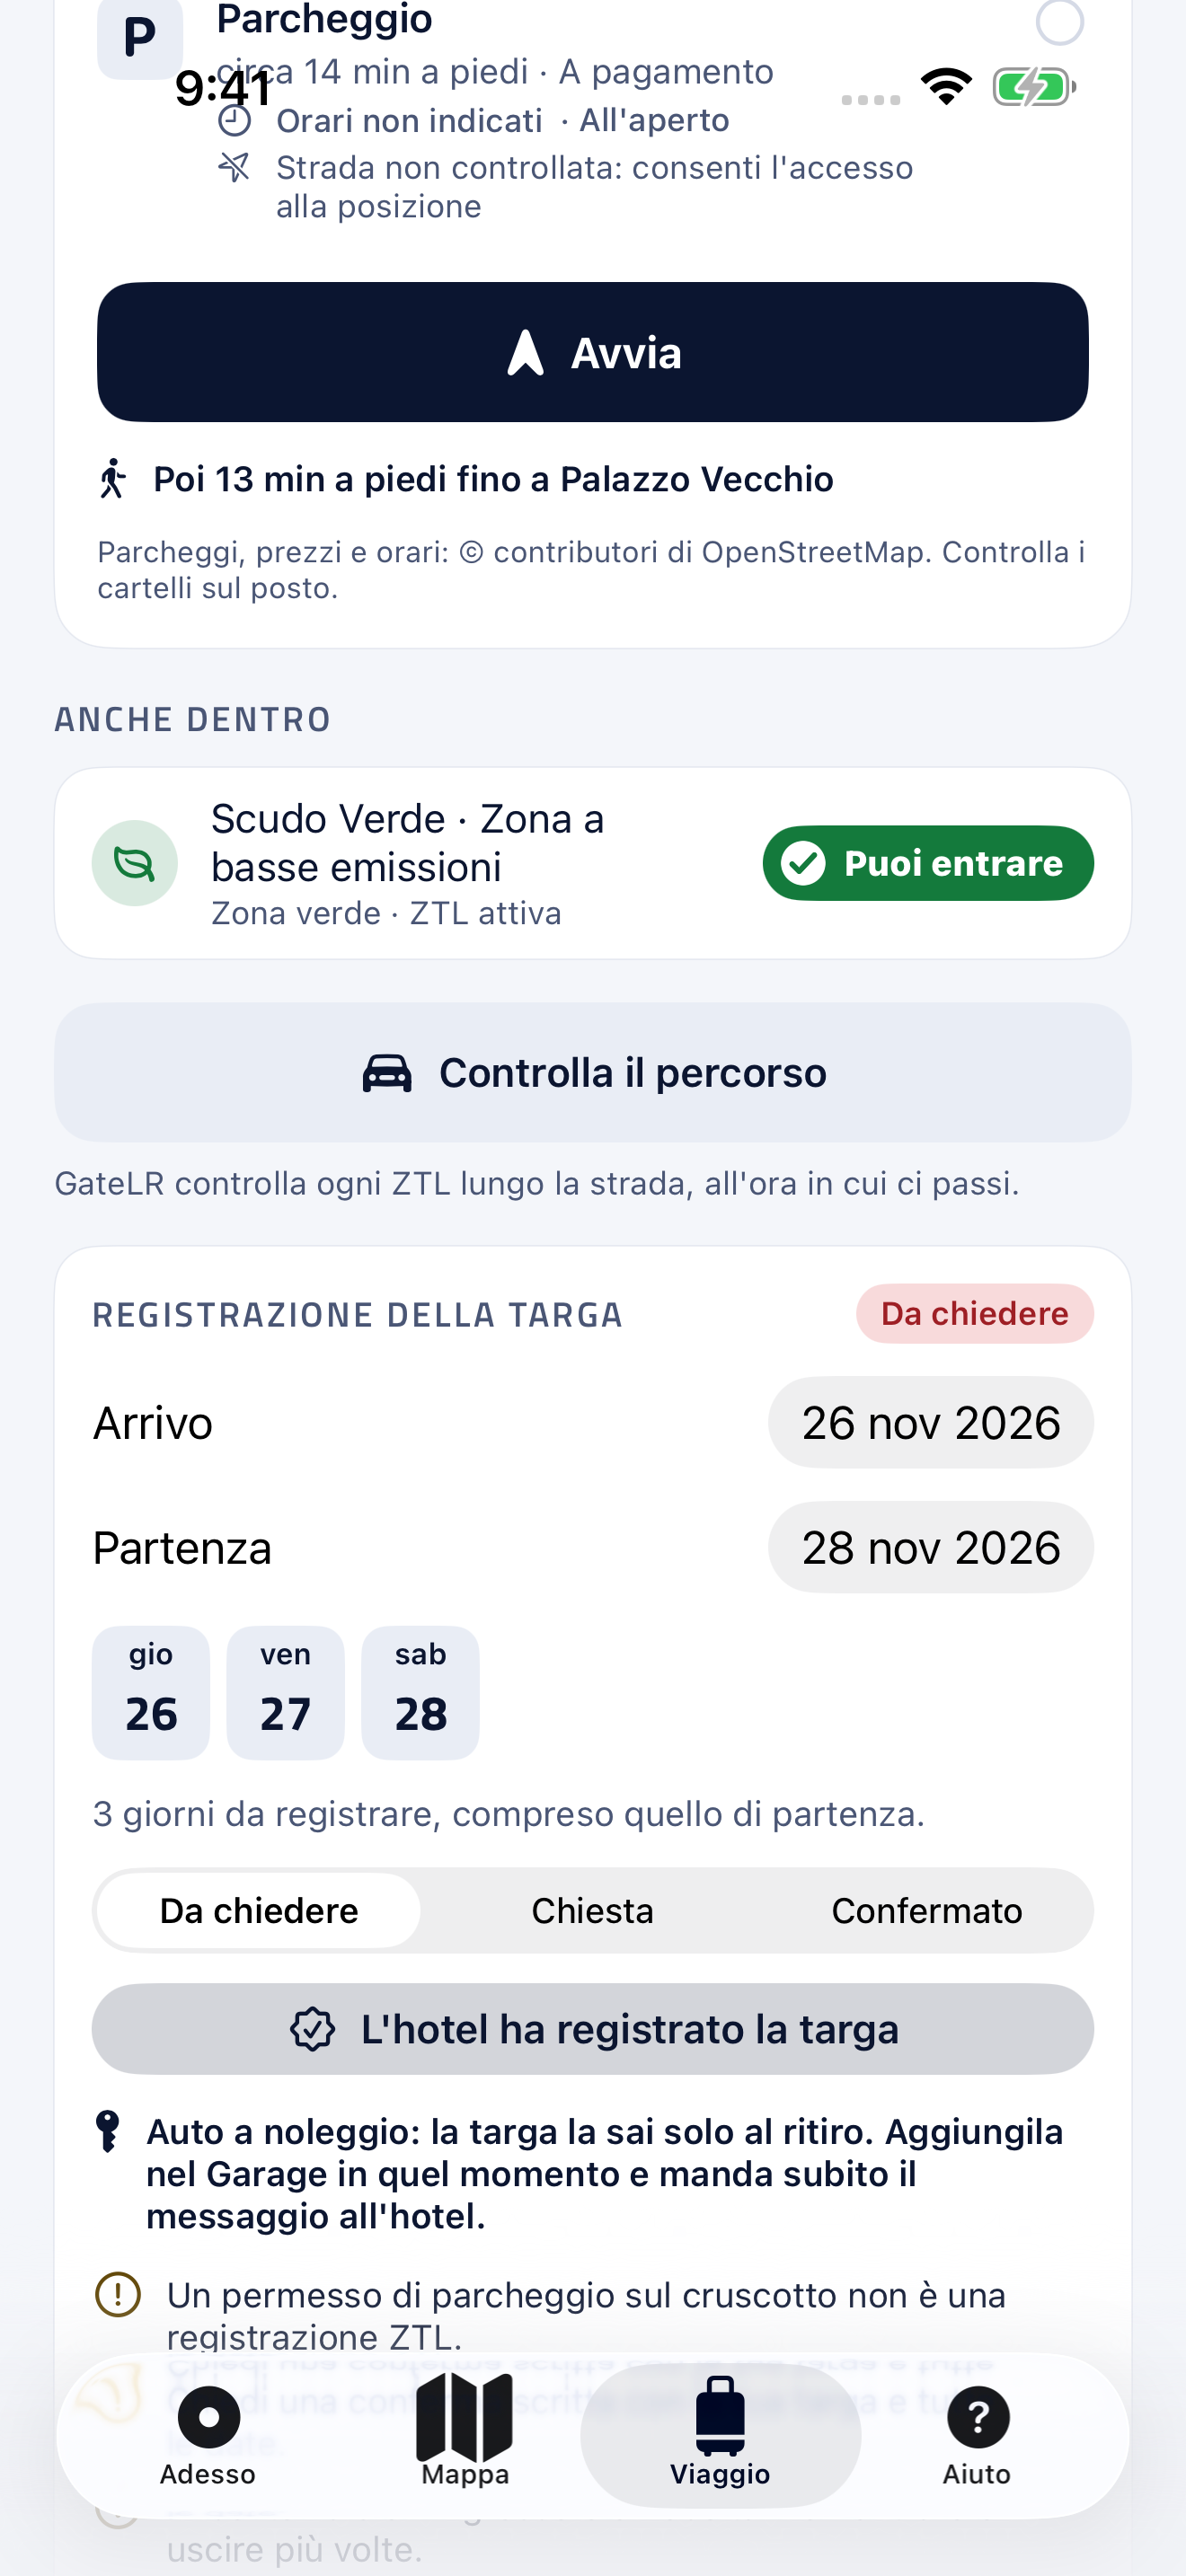 P
Parcheggio
circa 14 min a piedi · A pagamento
9:41
Orari non indicati · All'aperto
Strada non controllata: consenti l'accesso
alla posizione
Avvia
Poi 13 min a piedi fino a Palazzo Vecchio
Parcheggi, prezzi e orari: © contributori di OpenStreetMap. Controlla i
cartelli sul posto.
ANCHE DENTRO
Scudo Verde · Zona a
basse emissioni
Zona verde · ZTL attiva
Puoi entrare
Controlla il percorso
GateLR controlla ogni ZTL lungo la strada, all'ora in cui ci passi.
REGISTRAZIONE DELLA TARGA
Da chiedere
Arrivo
26 nov 2026
Partenza
28 nov 2026
gio
26
ven
27
sab
28
3 giorni da registrare, compreso quello di partenza.
Da chiedere
Chiesta
Confermato
L'hotel ha registrato la targa
Auto a noleggio: la targa la sai solo al ritiro. Aggiungila
nel Garage in quel momento e manda subito il
messaggio all'hotel.
Un permesso di parcheggio sul cruscotto non è una
registrazione ZTL.
Adesso
Mappa
Viaggio
? Aiuto
uscire più volte.